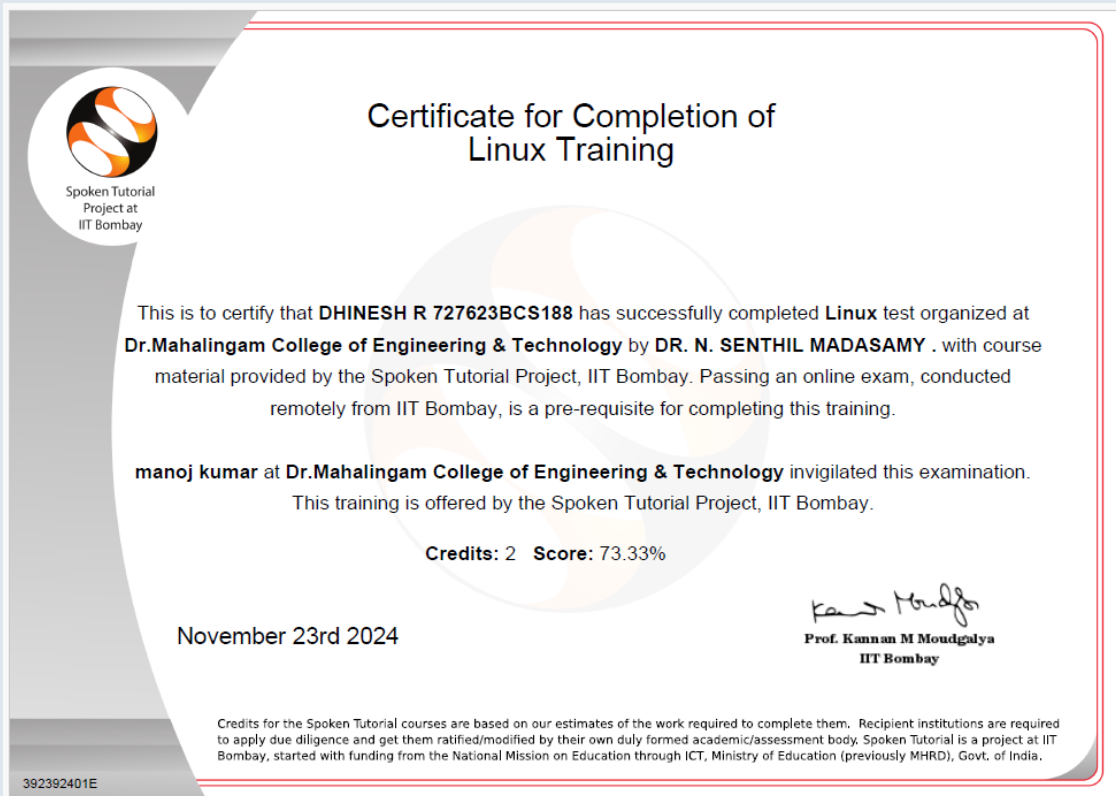 Certificate for Completion of
Linux Training
Spoken Tutorial
Project at
IIT Bombay
This is to certify that DHINESH R 727623BCS188 has successfully completed Linux test organized at
Dr.Mahalingam College of Engineering & Technology by DR. N. SENTHIL MADASAMY . with course
material provided by the Spoken Tutorial Project, IIT Bombay. Passing an online exam, conducted
remotely from IIT Bombay, is a pre-requisite for completing this training.
manoj kumar at Dr.Mahalingam College of Engineering & Technology invigilated this examination.
This training is offered by the Spoken Tutorial Project, IIT Bombay.
Credits: 2 Score: 73.33%
November 23rd 2024
Prof. Kannan M Moudgalya
IIT Bombay
Credits for the Spoken Tutorial courses are based on our estimates of the work required to complete them. Recipient institutions are required
to apply due diligence and get them ratified/modified by their own duly formed academic/assessment body. Spoken Tutorial is a project at IIT
Bombay, started with funding from the National Mission on Education through ICT, Ministry of Education (previously MHRD), Govt. of India.
392392401E